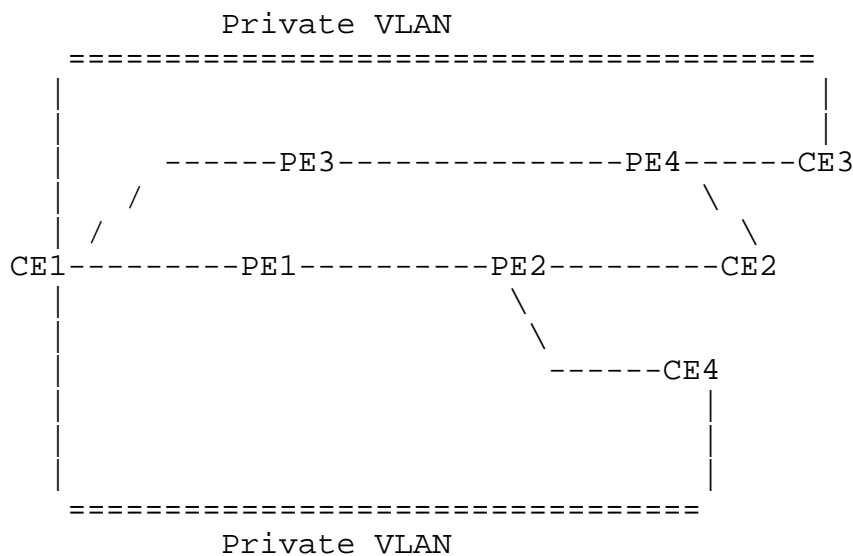 Private VLAN
------PE3---------------PE4------CE3
CE1---------PE1----------PE2---------CE2
------CE4
Private VLAN